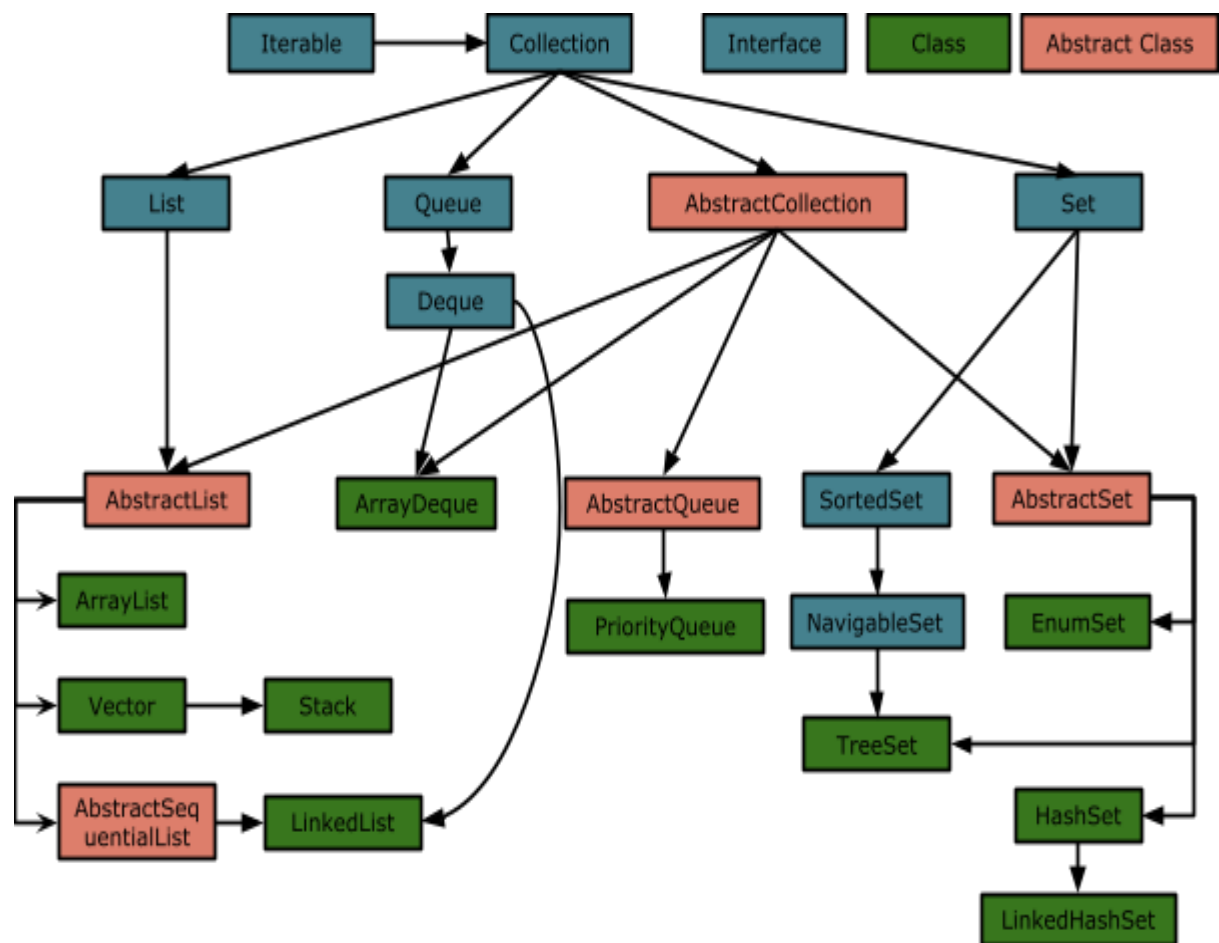 Iterable
Collection
Interface
Class
Abstract Class
List
Queue
AbstractCollection
Set
Deque
AbstractList
ArrayDeque
AbstractQueue
SortedSet
AbstractSet
ArrayList
PriorityQueue
NavigableSet
EnumSet
Vector
Stack
TreeSet
AbstractSeq
uentialList
LinkedList
HashSet
LinkedHashSet